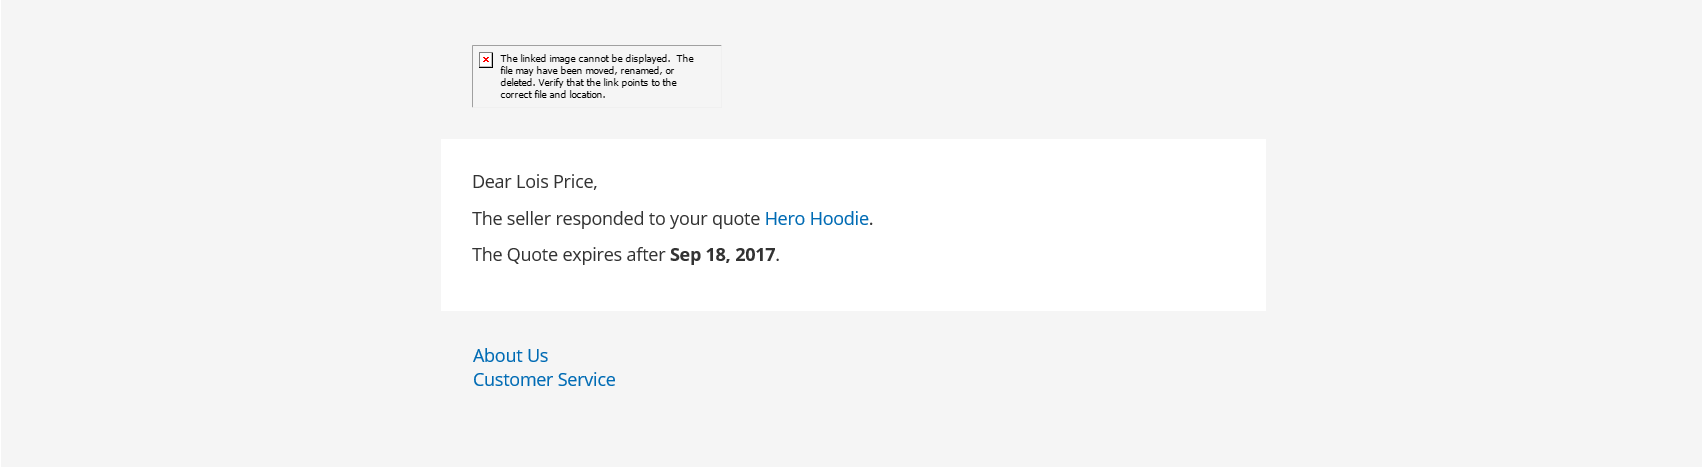 The linked image cannot be displayed. The
file may have been moved, renamed, or
deleted. Verify that the link points to the
correct file and location.
Dear Lois Price,
The seller responded to your quote Hero Hoodie.
The Quote expires after Sep 18, 2017.
About Us
Customer Service